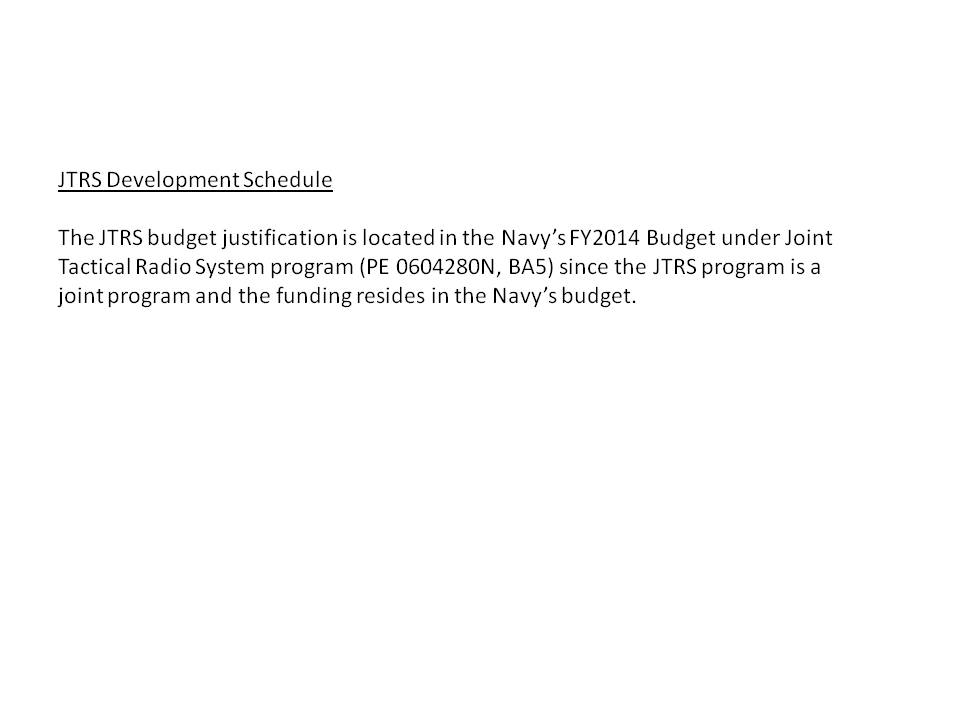 JTRS Development Schedule
The JTRS budget justification is located in the Navy’s FY2014 Budget under Joint
Tactical Radio System program (PE 0604280N, BA5) since the JTRS program is a
joint program and the funding resides in the Navy’s budget.